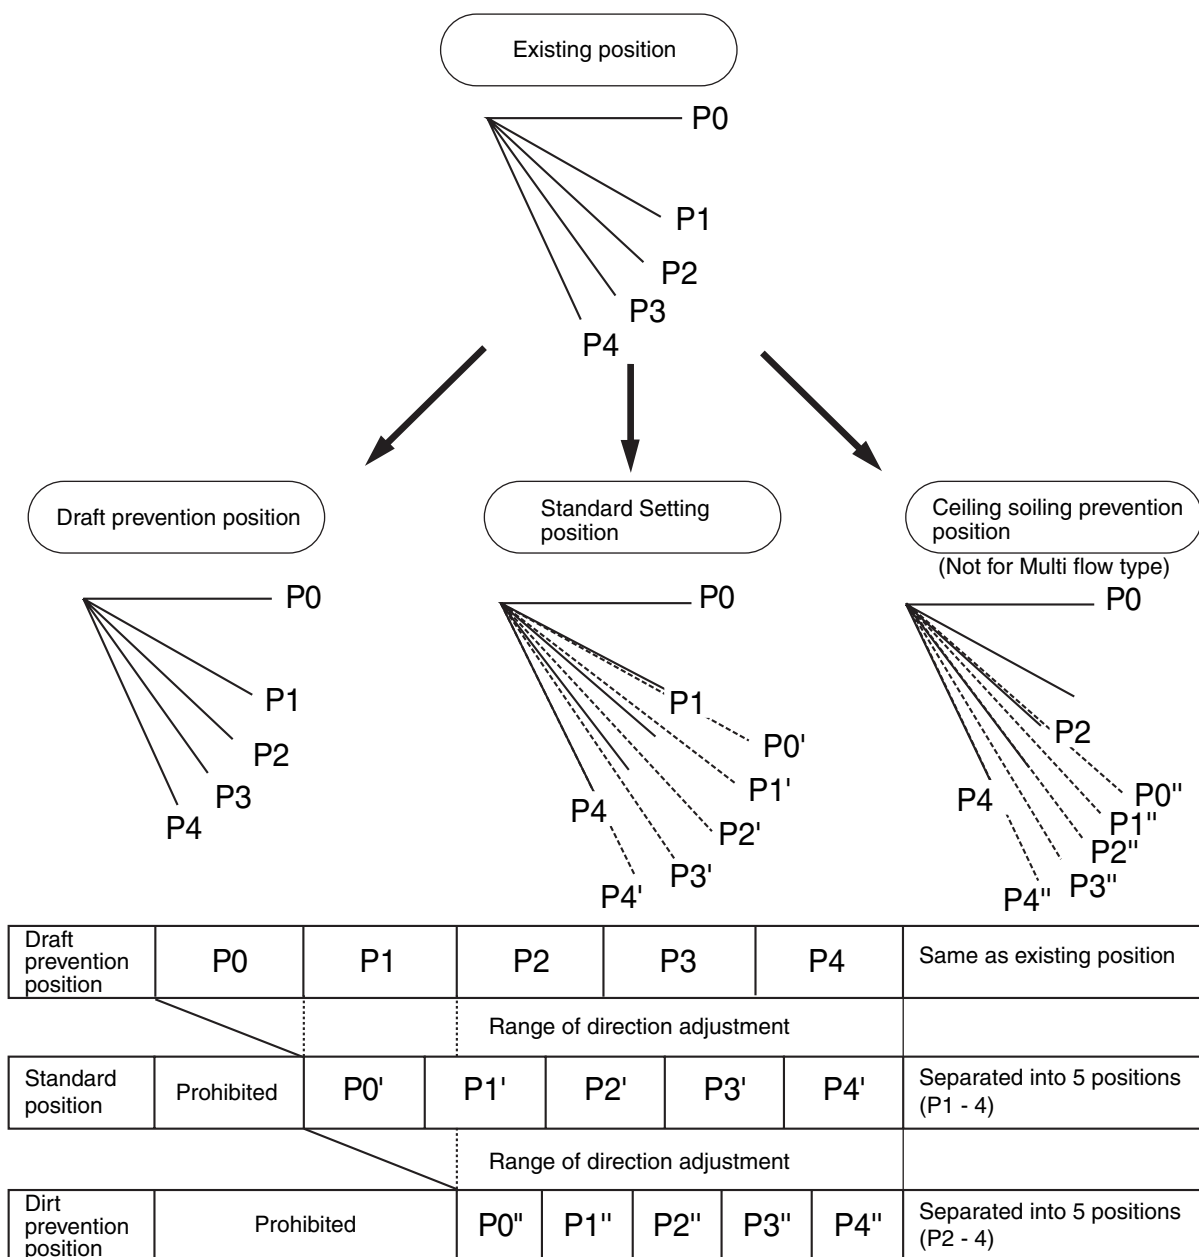 Existing position
P0
P1
P2
P3
P4
Draft prevention position
P0
P1
P2
P3
P4
Standard Setting
position
P0
P1
P0'
P1'
P4
P2'
P3'
P4'
Ceiling soiling prevention
position
(Not for Multi flow type)
P0
P2
P4
P0"
P1"
P2"
P3"
P4"
Draft
prevention
position
P0
P1
P2
P3
P4
Same as existing position
Range of direction adjustment
Standard
position
Prohibited
P0'
P1'
P2'
P3'
P4'
Separated into 5 positions
(P1 - 4)
Range of direction adjustment
Dirt
prevention
position
Prohibited
P0"
P1"
P2"
P3"
P4"
Separated into 5 positions
(P2 - 4)